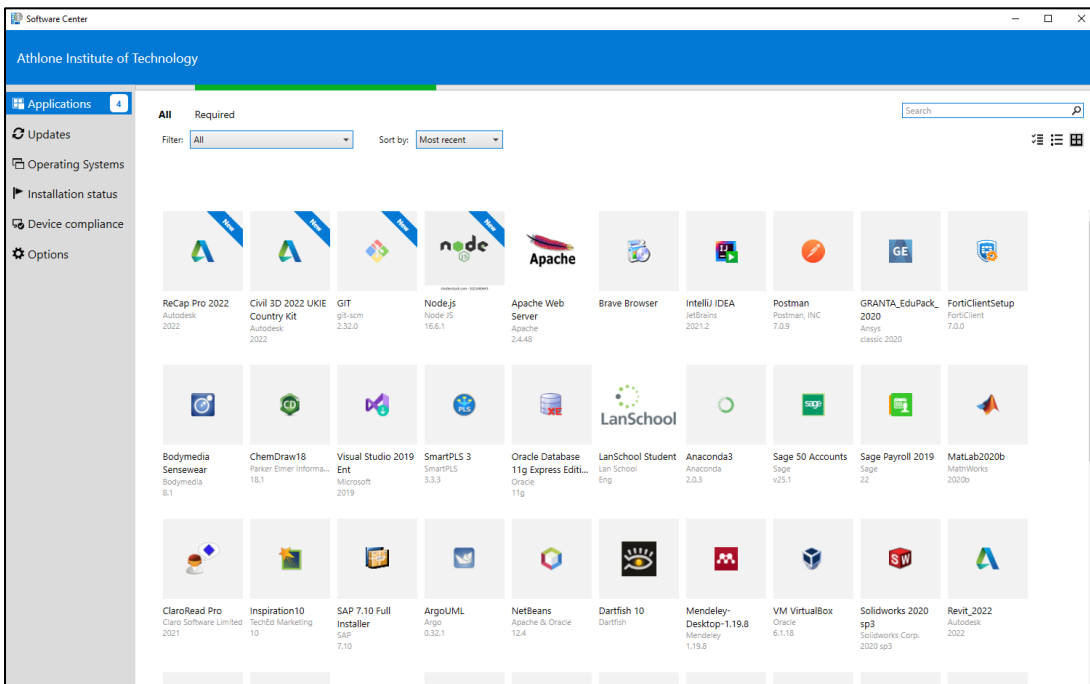 Software Center
Athlone Institute of Technology
Applications 4
Updates
Operating Systems
Installation status
Device compliance
Options
All Required
Search
Filter: All Sort by: Most recent
New New New New
node
JS
Apache
GE
ReCap Pro 2022
Autodesk
2022
Civil 3D 2022 UKIE
Country Kit
Autodesk
2022
GIT
git-scm
2.32.0
Node.js
Node JS
16.6.1
Apache Web
Server
Apache
2.4.48
Brave Browser
IntelliJ IDEA
JetBrains
2021.2
Postman
Postman, INC
7.0.9
GRANTA_EduPack_
2020
Ansys
classic 2020
FortiClientSetup
FortiClient
7.0.0
CD
PLS
XE
LanSchool
sage
Bodymedia
Sensewear
Bodymedia
8.1
ChemDraw18
Parker Elmer Informa...
18.1
Visual Studio 2019
Ent
Microsoft
2019
SmartPLS 3
SmartPLS
3.3.3
Oracle Database
11g Express Editi...
Oracle
11g
LanSchool Student
Lan School
Eng
Anaconda3
Anaconda
2.0.3
Sage 50 Accounts
Sage
v25.1
Sage Payroll 2019
Sage
22
MatLab2020b
MathWorks
2020b
SW
ClaroRead Pro
Claro Software Limited
2021
Inspiration10
TechEd Marketing
10
SAP 7.10 Full
Installer
SAP
7.10
ArgoUML
Argo
0.32.1
NetBeans
Apache & Oracle
12.4
Dartfish 10
Dartfish
Mendeley-
Desktop-1.19.8
Mendeley
1.19.8
VM VirtualBox
Oracle
6.1.18
Solidworks 2020
sp3
Solidworks Corp.
2020 sp3
Revit_2022
Autodesk
2022